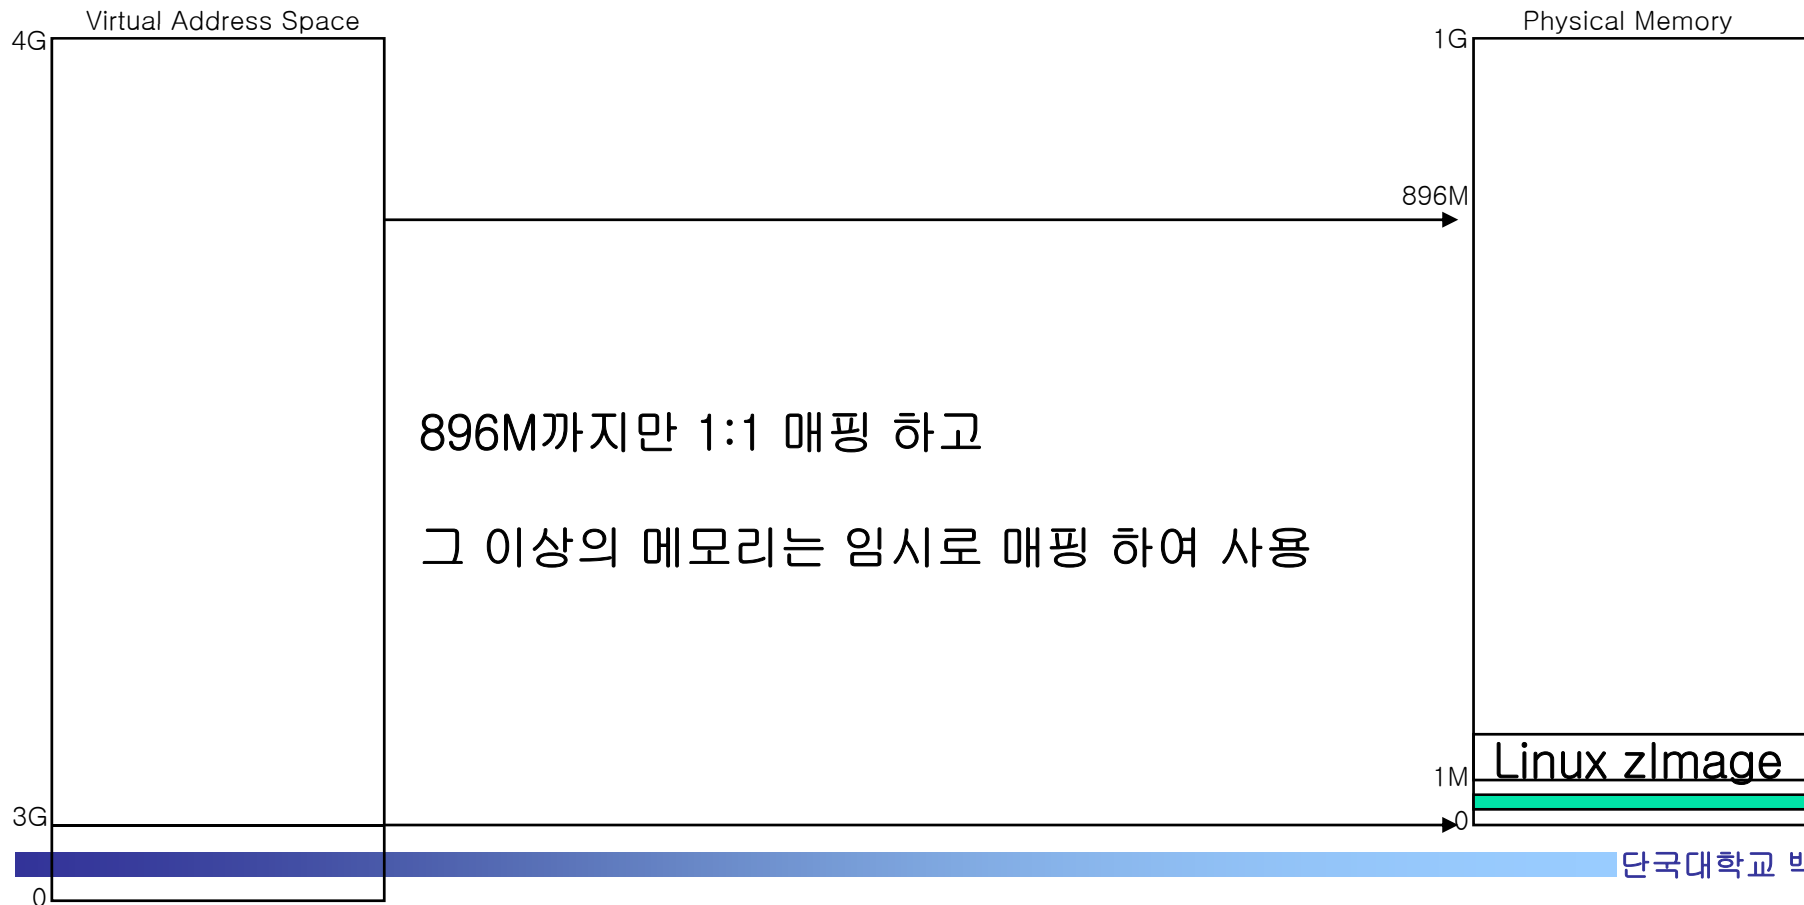 Virtual Address Space
Physical Memory
4G
1G
896M
896M까지만 1:1 매핑 하고
그 이상의 메모리는 임시로 매핑 하여 사용
Linux zImage
1M
3G
0
단국대학교
0